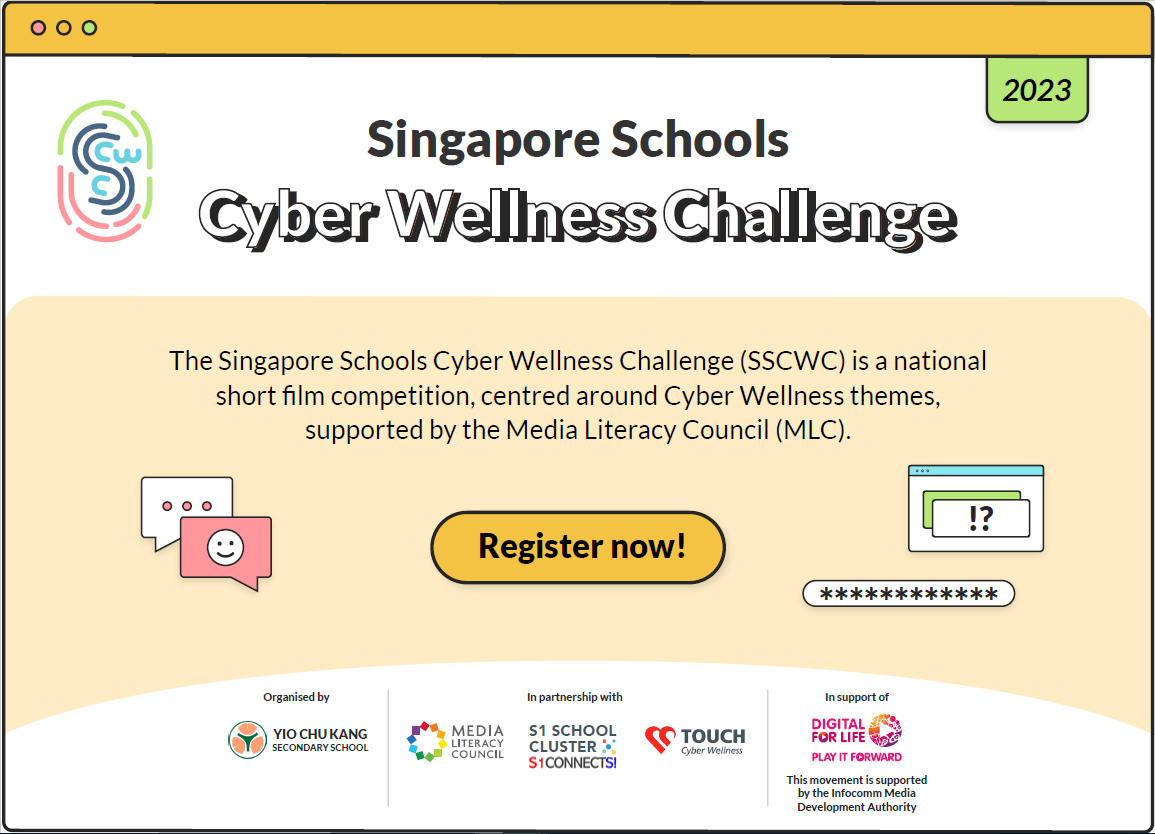 2023
Singapore Schools
Cyber Wellness Challenge
The Singapore Schools Cyber Wellness Challenge (SSCWC) is a national
short film competition, centred around Cyber Wellness themes,
supported by the Media Literacy Council (MLC).
!?
Register now!
************
Organised by
YIO CHU KANG
SECONDARY SCHOOL
In partnership with
MEDIA
LITERACY
COUNCIL
S1 SCHOOL
CLUSTER
S1CONNECTS!
TOUCH
Cyber Wellness
In support of
DIGITAL
FOR LIFE
PLAY IT FORWARD
This movement is supported
by the Infocomm Media
Development Authority